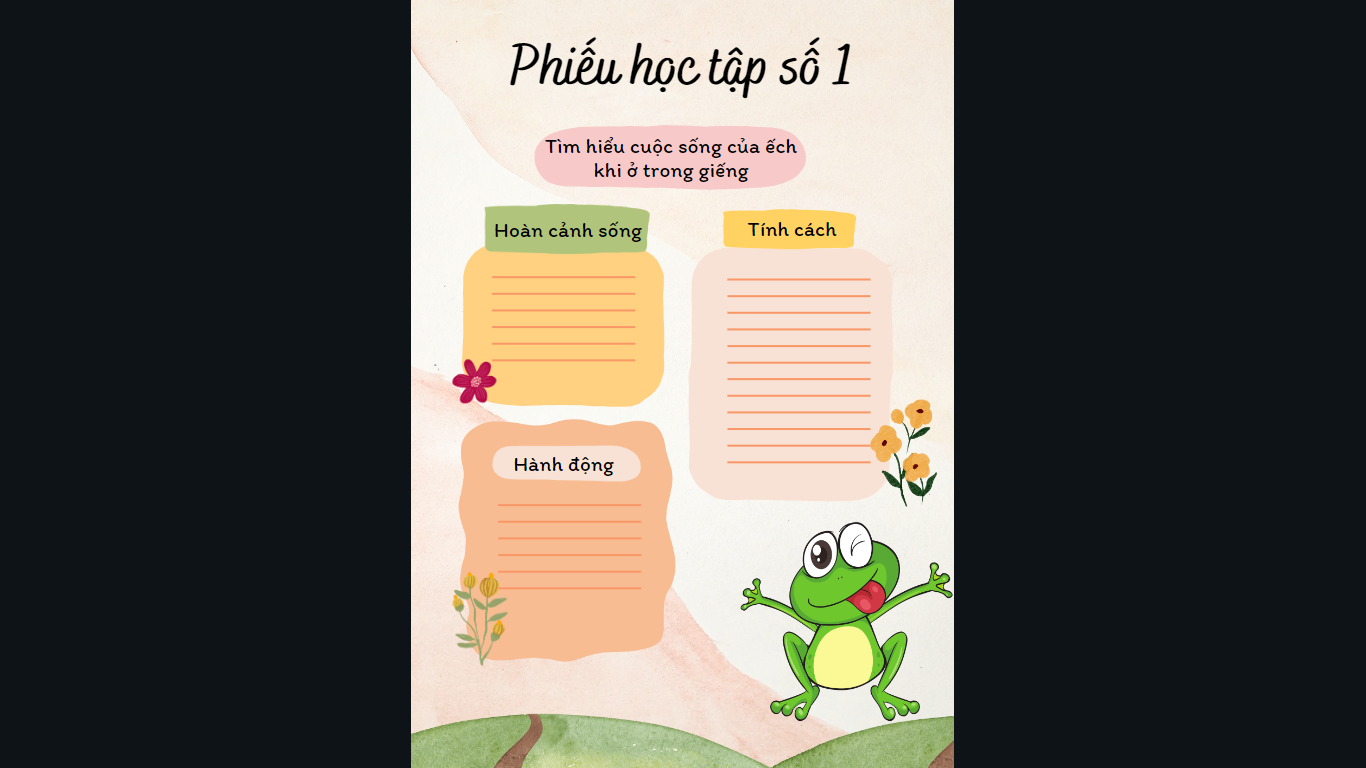 Phiếu học tập số 1
Tìm hiểu cuộc sống của ếch
khi ở trong giếng
Hoàn cảnh sống
Tính cách
Hành động